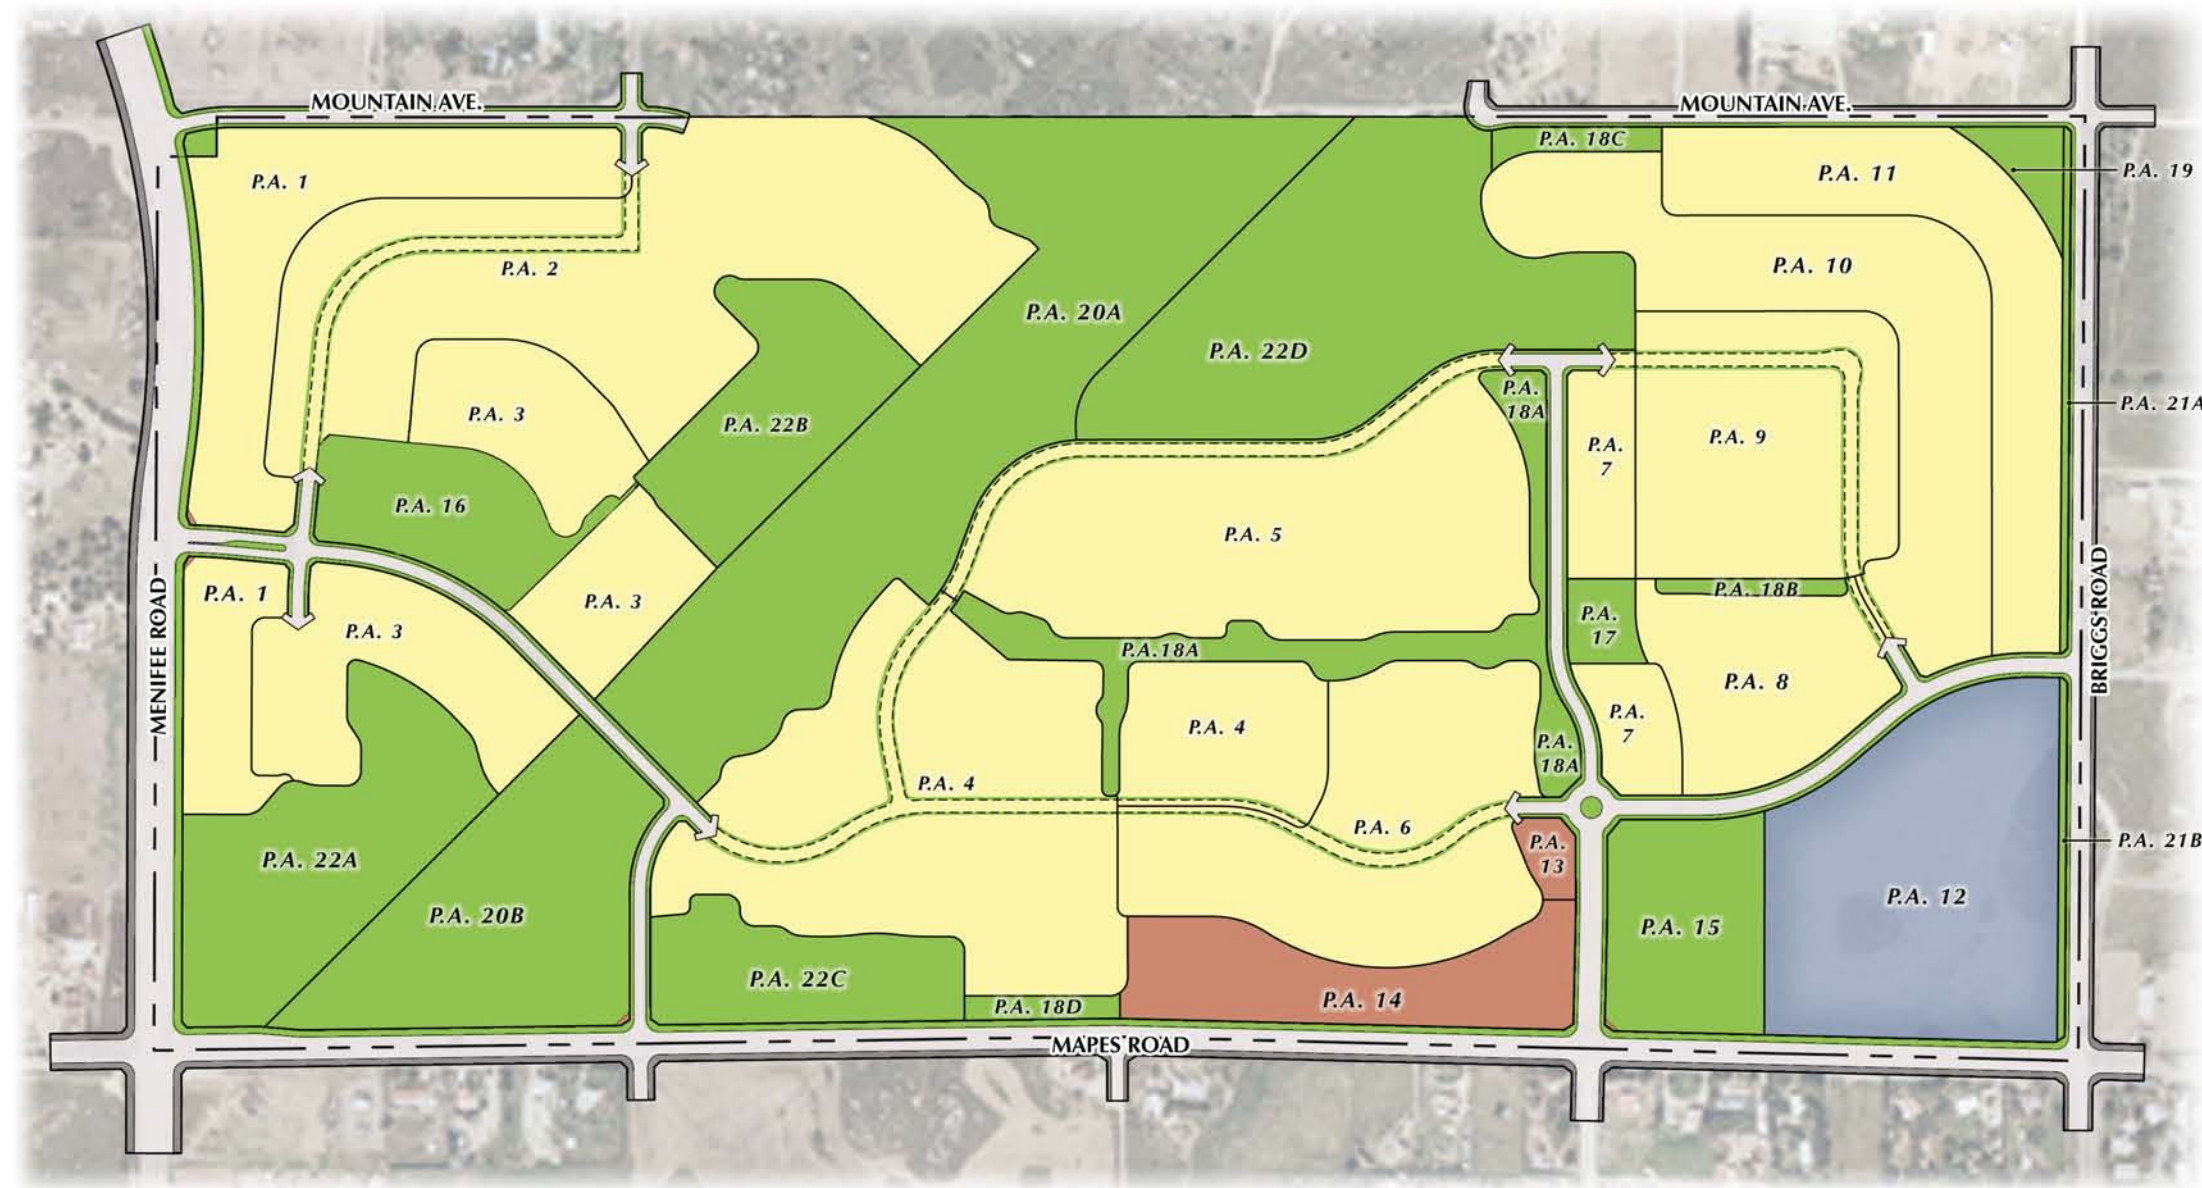 MOUNTAIN AVE.
MOUNTAIN AVE.
P.A. 18C
P.A. 11
P.A. 19
P.A. 1
P.A. 2
P.A. 10
P.A. 20A
P.A. 22D
P.A.
18A
P.A. 21A
P.A. 3
P.A. 22B
P.A.
7
P.A. 9
P.A. 16
P.A. 5
P.A. 1
P.A. 3
P.A. 3
P.A. 18B
P.A.
17
P.A.18A
MENIFEE ROAD
BRIGGS ROAD
P.A. 8
P.A. 4
P.A.
7
P.A.
18A
P.A. 4
P.A. 6
P.A.
13
P.A. 21B
P.A. 22A
P.A. 20B
P.A. 12
P.A. 15
P.A. 22C
P.A. 14
P.A. 18D
MAPES ROAD